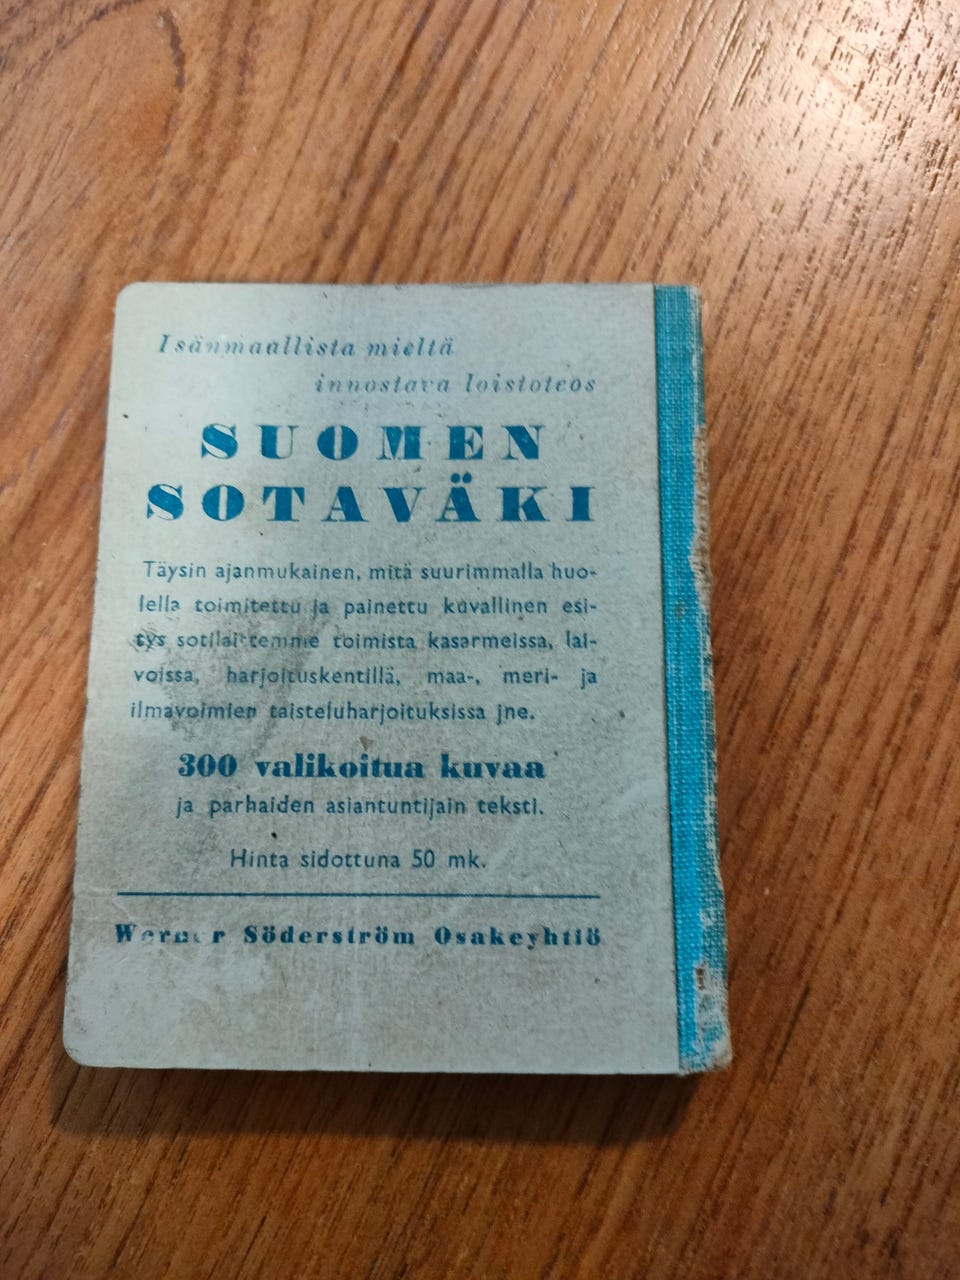 Isänmaallista mieltä
innostava loistoteos
SUOMEN
SOTAVÄKI
Täysin ajanmukainen, mitä suurimmalla huo-
lella toimitettu ja painettu kuvallinen esi-
tys sotilaittemme toimista kasarmeissa, lai-
voissa, harjoituskentillä, maa-, meri- ja
ilmavoimien taisteluharjoituksissa jne.
300 valikoitua kuvaa
ja parhaiden asiantuntijain teksti.
Hinta sidottuna 50 mk.
Werner Söderström Osakeyhtiö